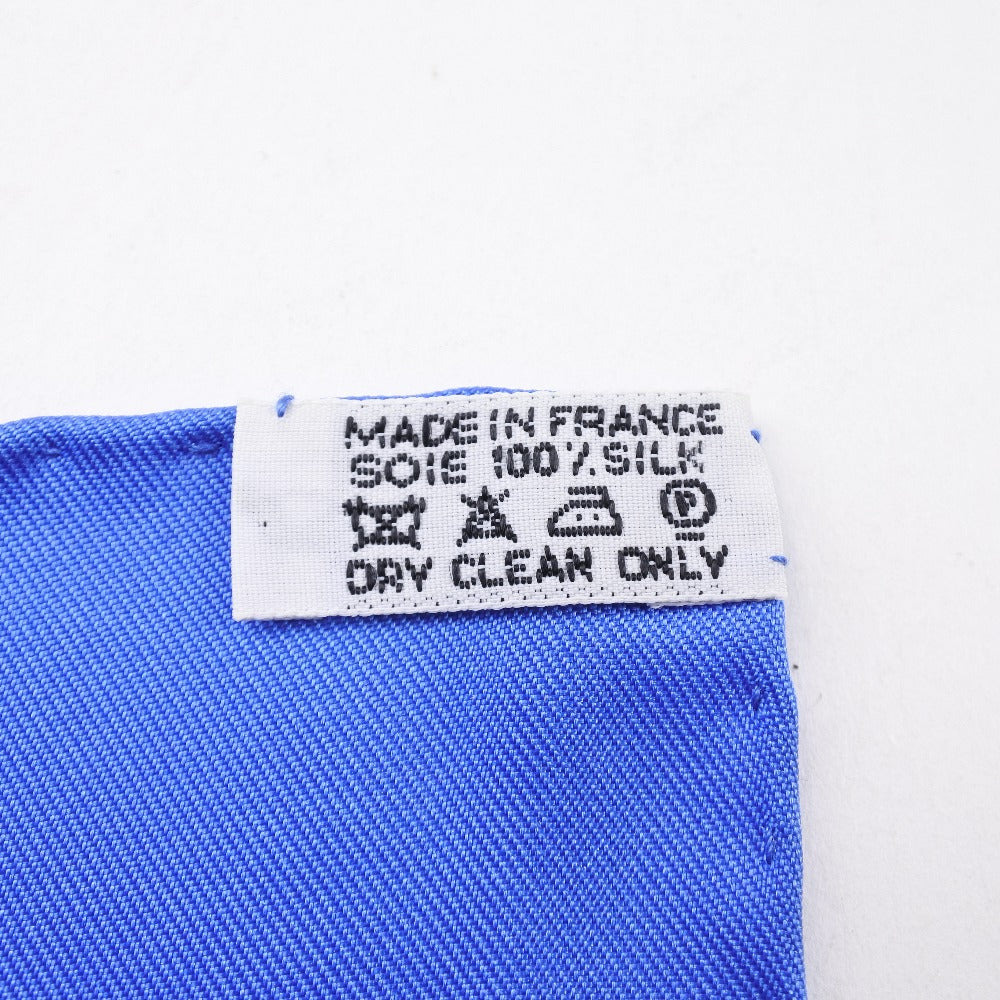 MADE IN FRANCE
SOIE 100% SILK
P
DRY CLEAN ONLY